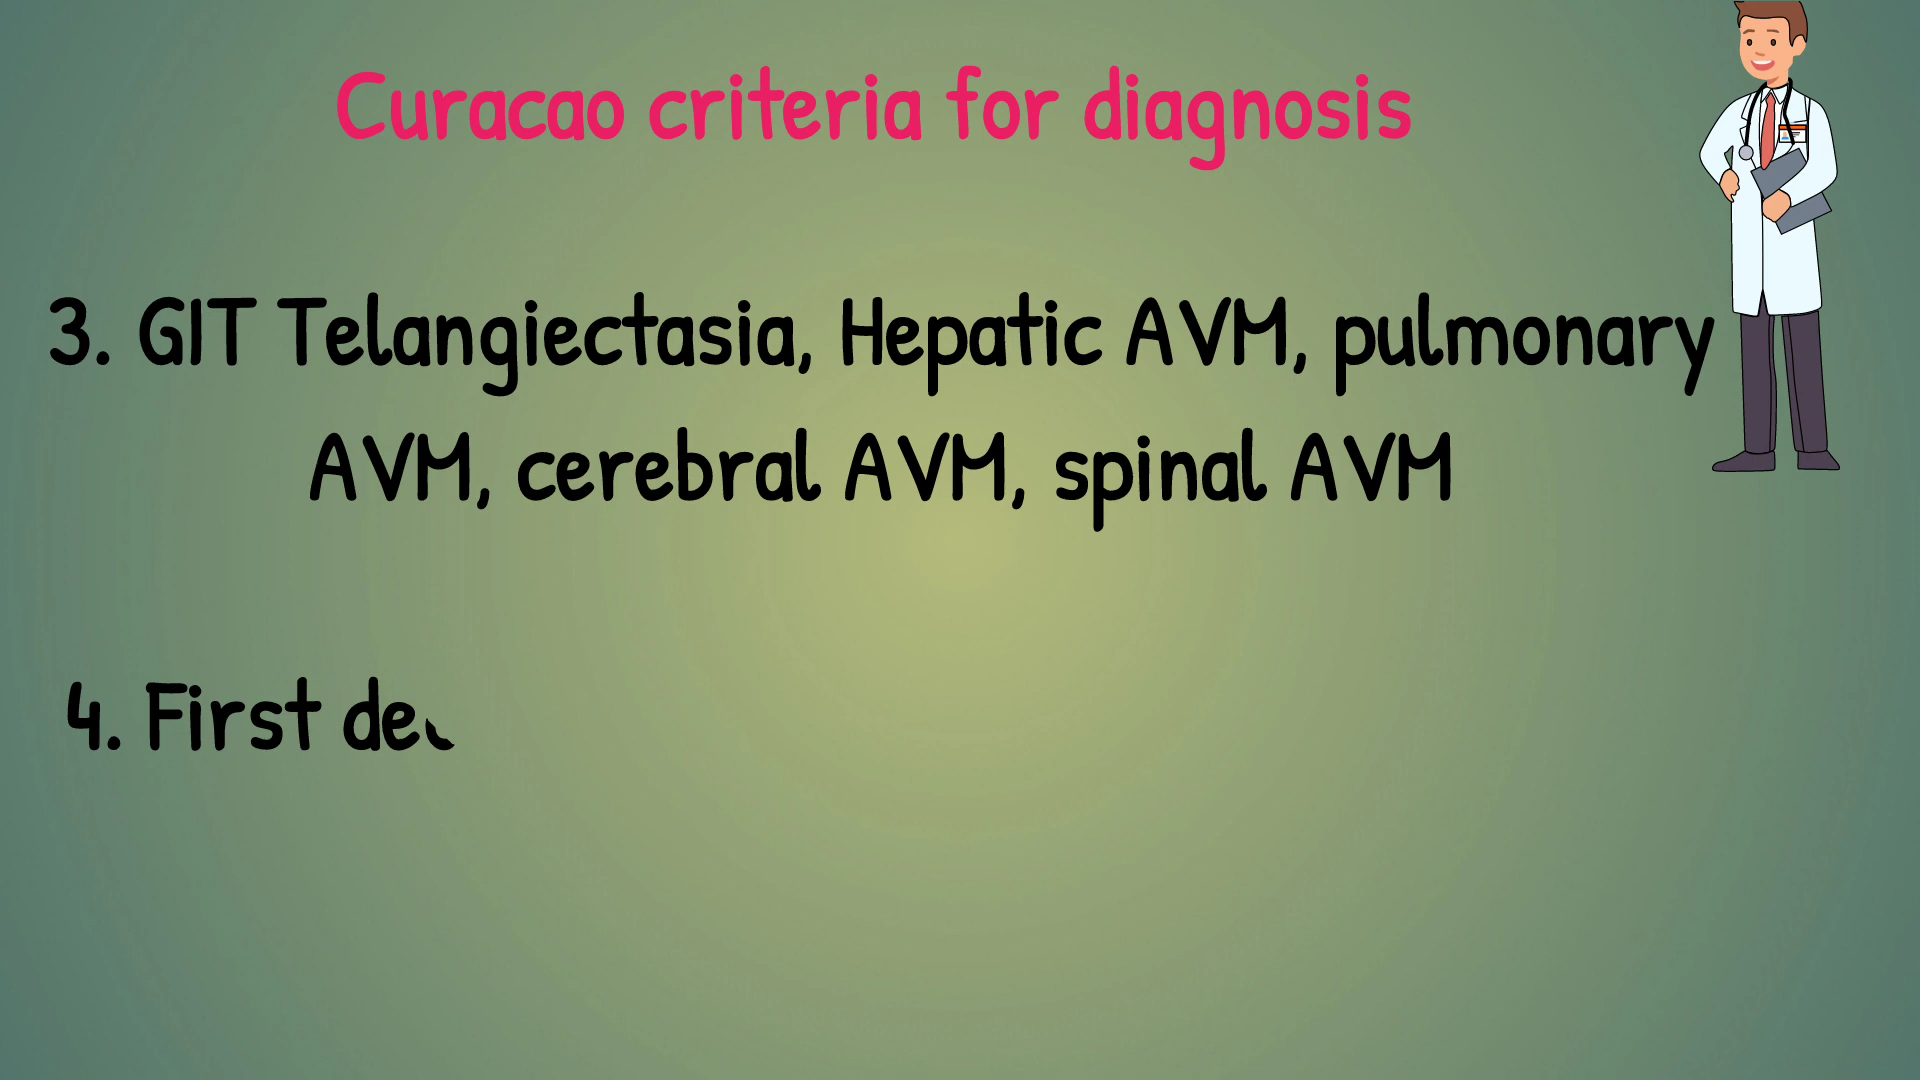 Curacao criteria for diagnosis
3. GIT Telangiectasia, Hepatic AVM, pulmonary
AVM, cerebral AVM, spinal AVM
4. First